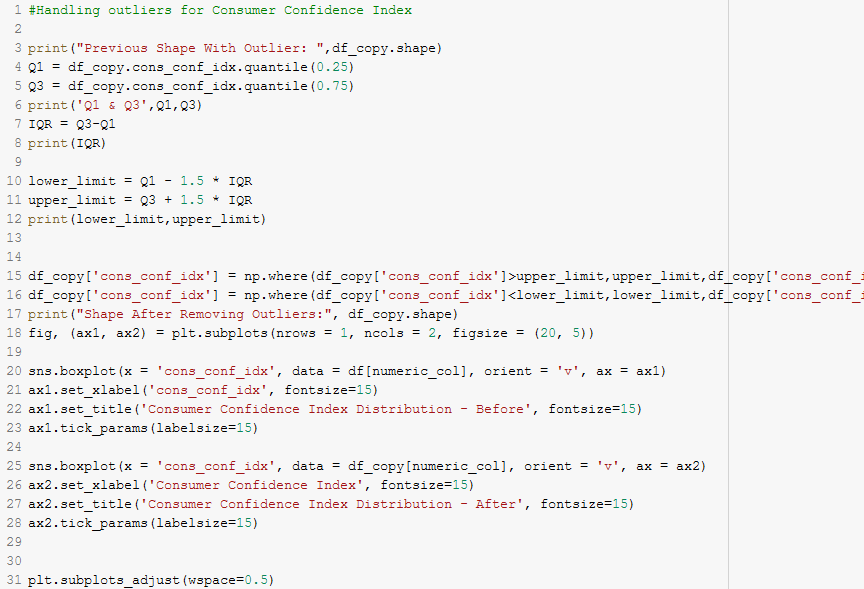 1 #Handling outliers for Consumer Confidence Index
2
3 print("Previous Shape With Outlier: ",df_copy.shape)
4 Q1 = df_copy.cons_conf_idx.quantile(0.25)
5 Q3 = df_copy.cons_conf_idx.quantile(0.75)
6 print('Q1 & Q3',Q1,Q3)
7 IQR = Q3-Q1
8 print(IQR)
9
10 lower_limit = Q1 - 1.5 * IQR
11 upper_limit = Q3 + 1.5 * IQR
12 print(lower_limit,upper_limit)
13
14
15 df_copy['cons_conf_idx'] = np.where(df_copy['cons_conf_idx']>upper_limit,upper_limit,df_copy['cons_conf_
16 df_copy['cons_conf_idx'] = np.where(df_copy['cons_conf_idx']<lower_limit,lower_limit,df_copy['cons_conf_
17 print("Shape After Removing Outliers:", df_copy.shape)
18 fig, (ax1, ax2) = plt.subplots(nrows = 1, ncols = 2, figsize = (20, 5))
19
20 sns.boxplot(x = 'cons_conf_idx', data = df[numeric_col], orient = 'v', ax = ax1)
21 ax1.set_xlabel('cons_conf_idx', fontsize=15)
22 ax1.set_title('Consumer Confidence Index Distribution - Before', fontsize=15)
23 ax1.tick_params(labelsize=15)
24
25 sns.boxplot(x = 'cons_conf_idx', data = df_copy[numeric_col], orient = 'v', ax = ax2)
26 ax2.set_xlabel('Consumer Confidence Index', fontsize=15)
27 ax2.set_title('Consumer Confidence Index Distribution - After', fontsize=15)
28 ax2.tick_params(labelsize=15)
29
30
31 plt.subplots_adjust(wspace=0.5)